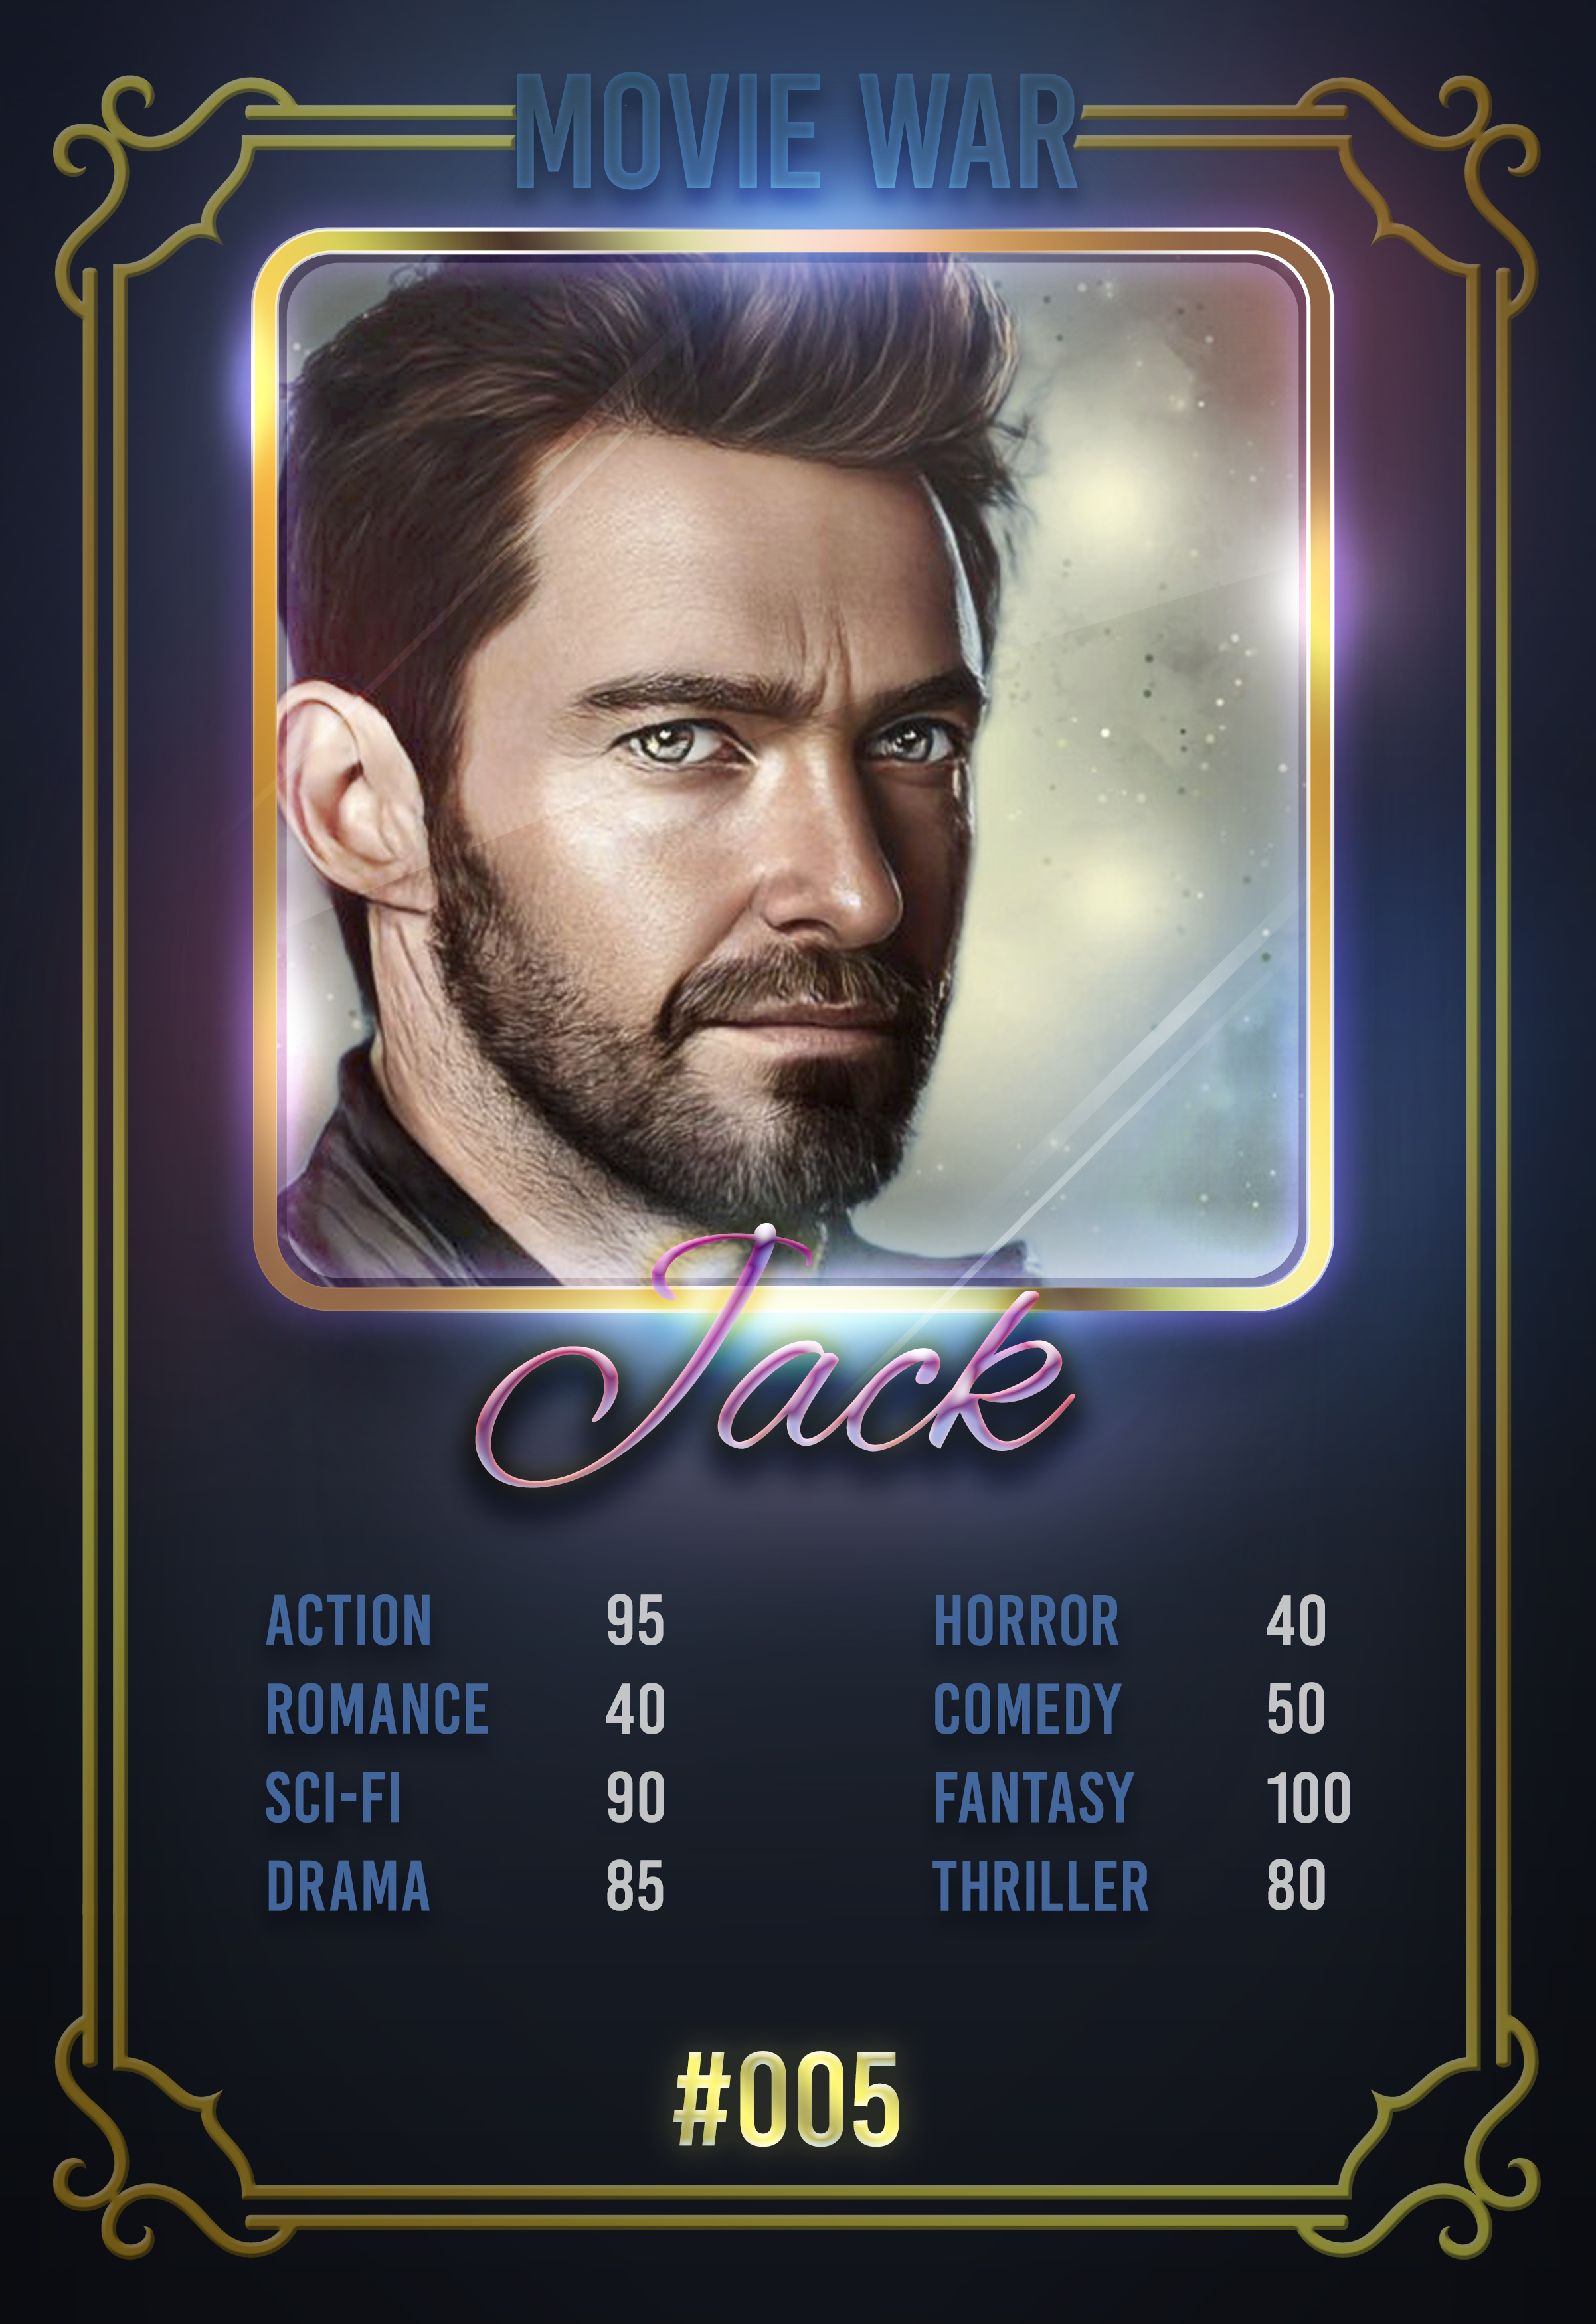 MOVIE WAR
Jack
ACTION 95 HORROR 40
ROMANCE 40 COMEDY 50
SCI-FI 90 FANTASY 100
DRAMA 85 THRILLER 80
#005